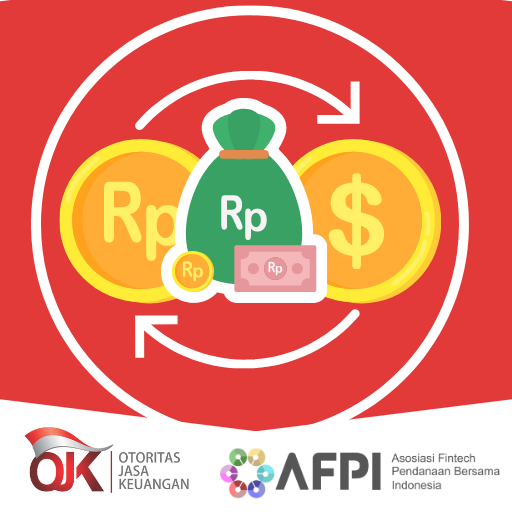 Rp
Rp
$
Rp
Rp
OJK
OTORITAS
JASA
KEUANGAN
AFPI
Asosiasi Fintech
Pendanaan Bersama
Indonesia